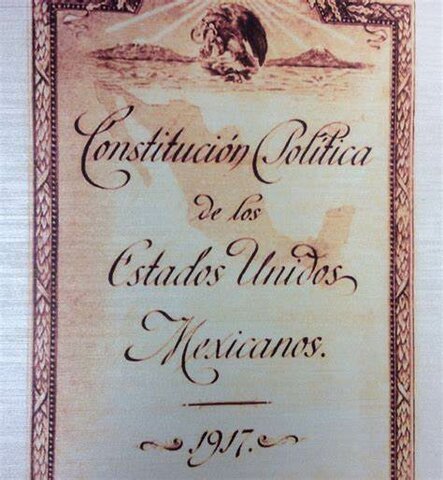 Constitución Política
de los
Estados Unidos
Mexicanos.
1917.